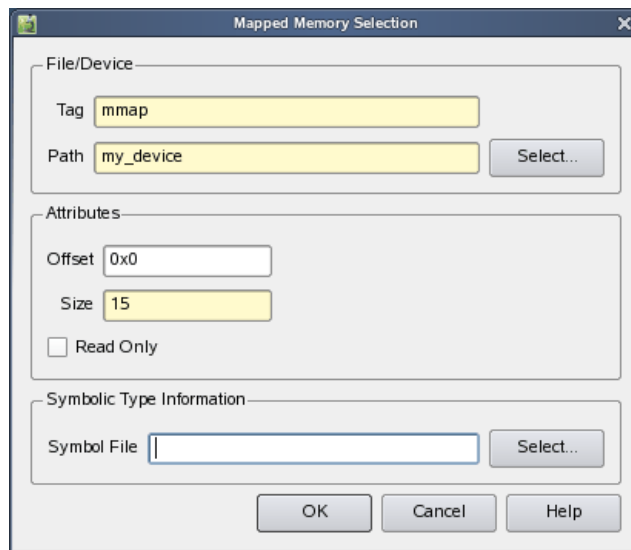 Mapped Memory Selection
File/Device
Tag mmap
Path my_device Select...
Attributes
Offset 0x0
Size 15
Read Only
Symbolic Type Information
Symbol File Select...
OK Cancel Help